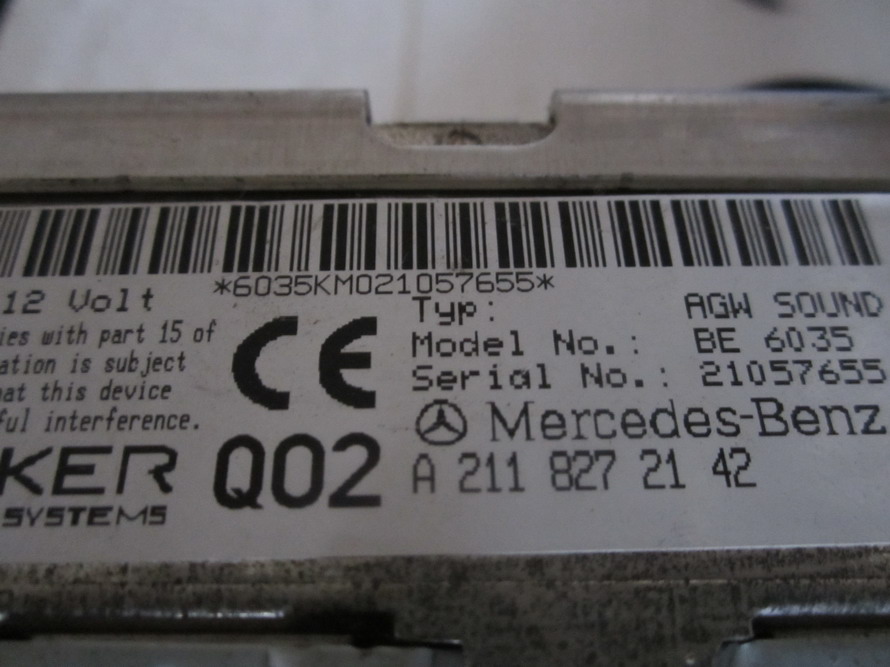 *6035KM021057655*
12 Volt
ies with part 15 of
ation is subject
at this device
ful interference.
KER
SYSTEMS
CE
Q02
Typ: AGW SOUND
Model No.: BE 6035
Serial No.: 21057655
Mercedes-Benz
A 211 827 21 42